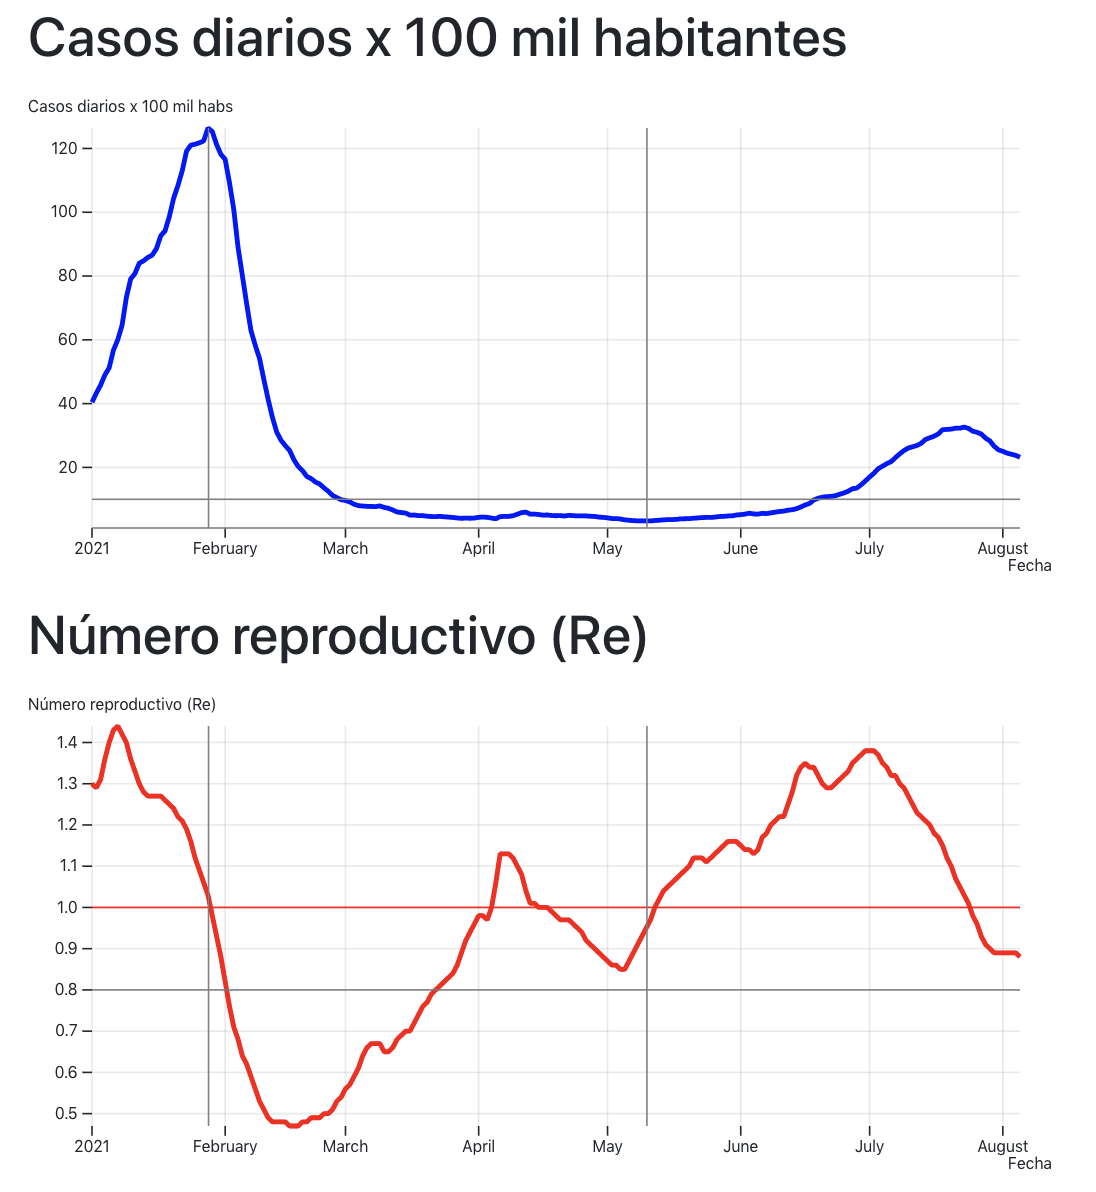 Casos diarios x 100 mil habitantes
Casos diarios x 100 mil habs
120
100
80
60
40
20
2021 February March April May June July August
Fecha
Número reproductivo (Re)
Número reproductivo (Re)
1.4
1.3
1.2
1.1
1.0
0.9
0.8
0.7
0.6
0.5
2021 February March April May June July August
Fecha